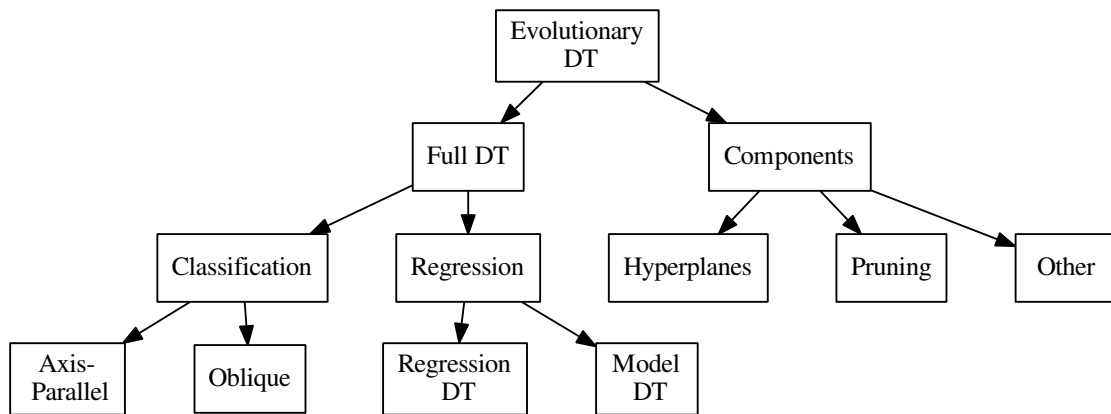 Evolutionary
DT
Full DT
Components
Classification
Regression
Hyperplanes
Pruning
Other
Axis-
Parallel
Oblique
Regression
DT
Model
DT